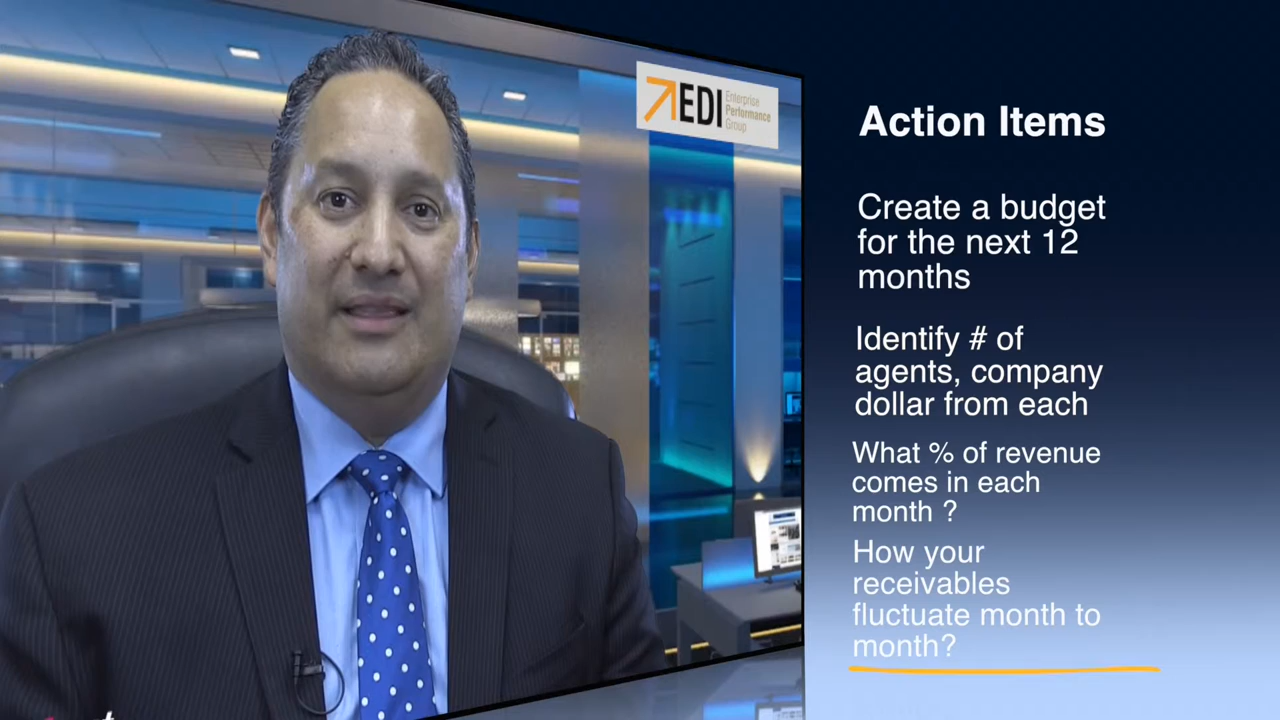 EDI
Enterprise
Performance
Group
Action Items
Create a budget
for the next 12
months
Identify # of
agents, company
dollar from each
What % of revenue
comes in each
month ?
How your
receivables
fluctuate month to
month?